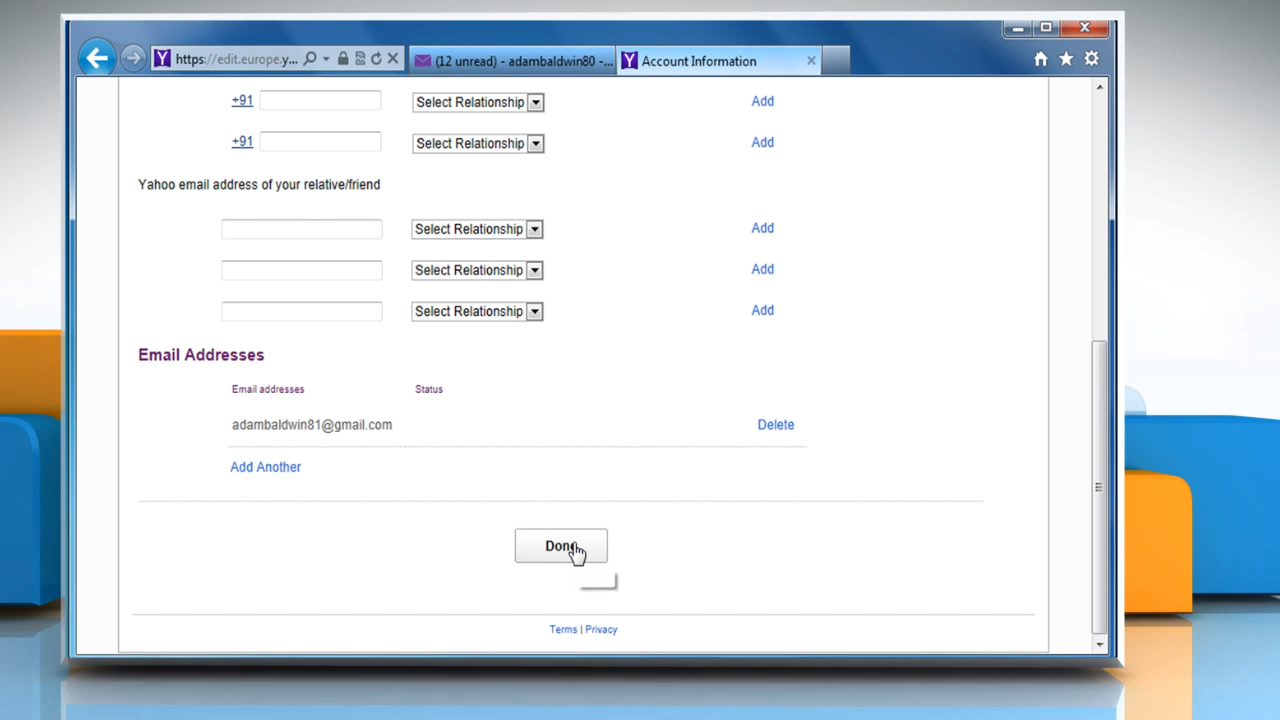 https://edit.europe.y... (12 unread) - adambaldwin80 -... Account Information
+91 Select Relationship Add
+91 Select Relationship Add
Yahoo email address of your relative/friend
Select Relationship Add
Select Relationship Add
Select Relationship Add
Email Addresses
Email addresses Status
adambaldwin81@gmail.com Delete
Add Another
Done
Terms | Privacy